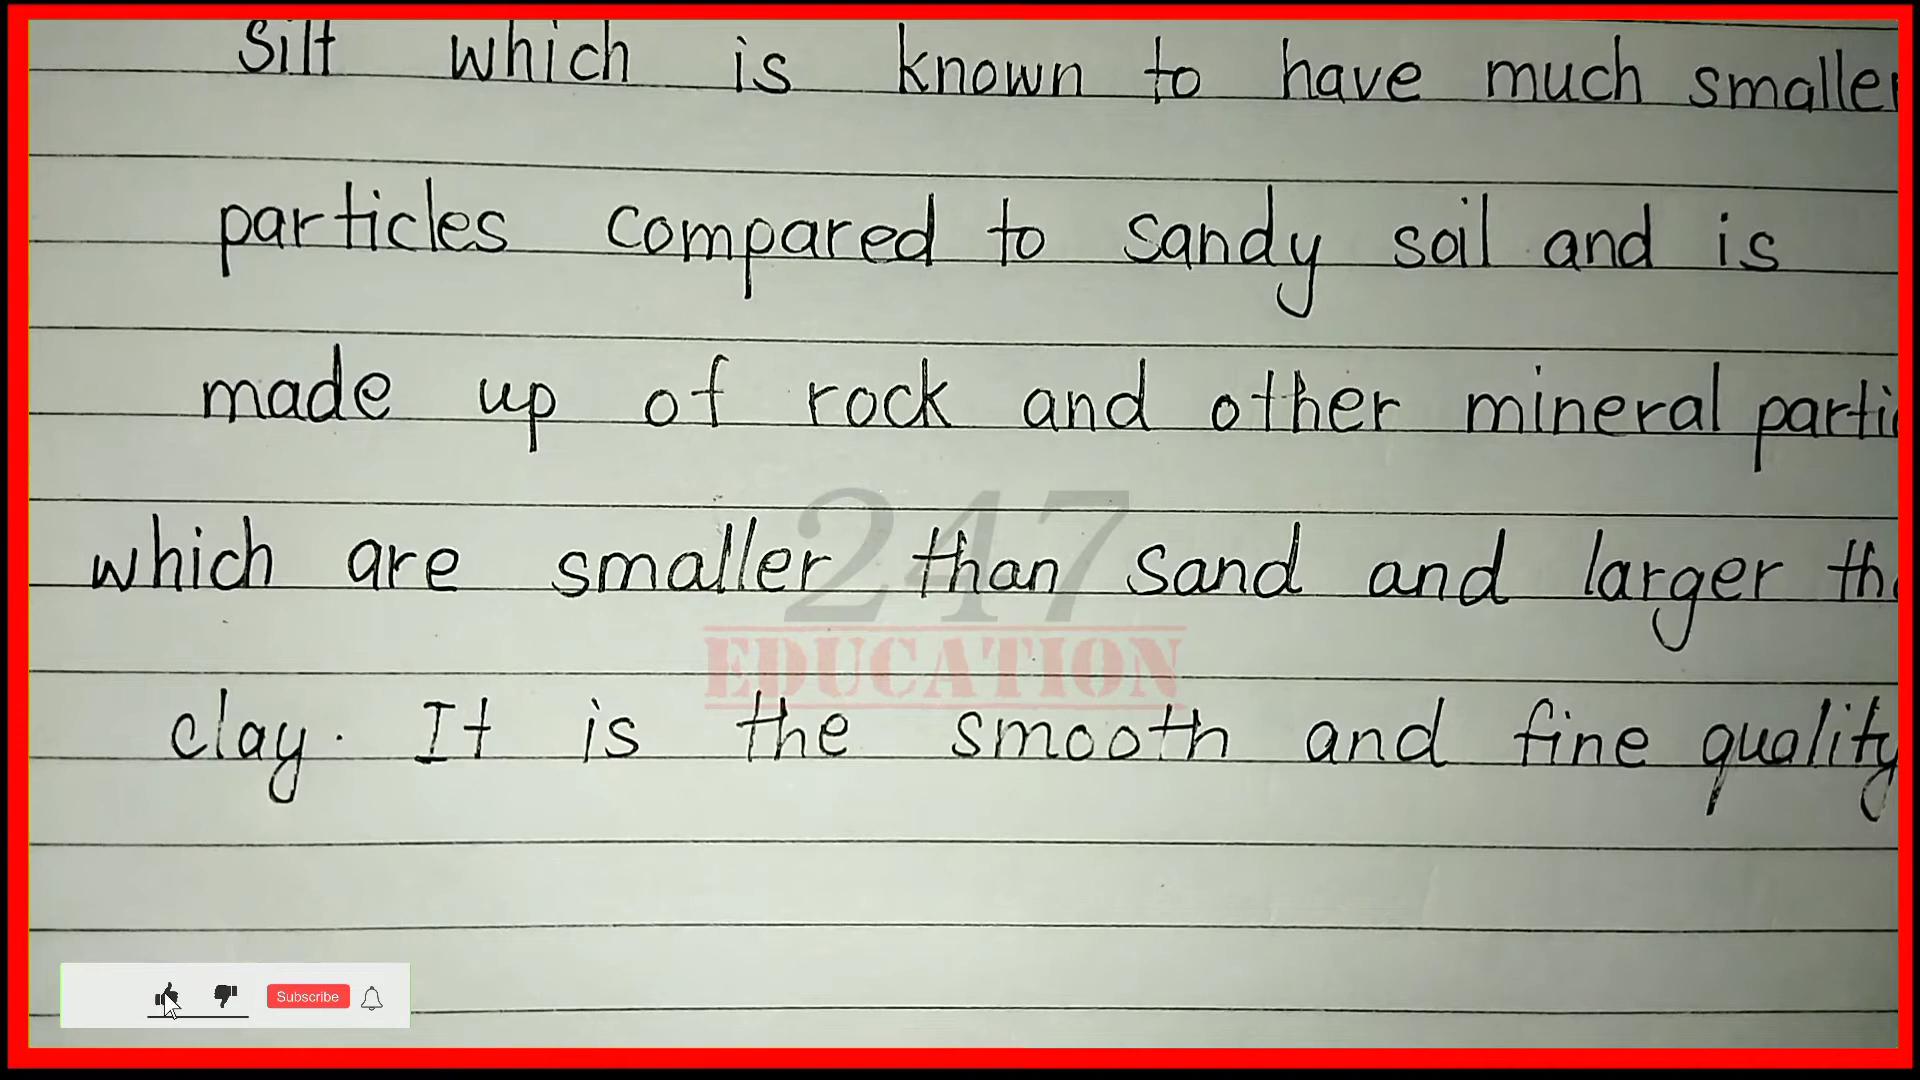 Silt which is known to have much smaller
particles compared to sandy soil and is
made up of rock and other mineral parti
which are smaller than sand and larger th
247
EDUCATION
clay. It is the smooth and fine quality
Subscribe